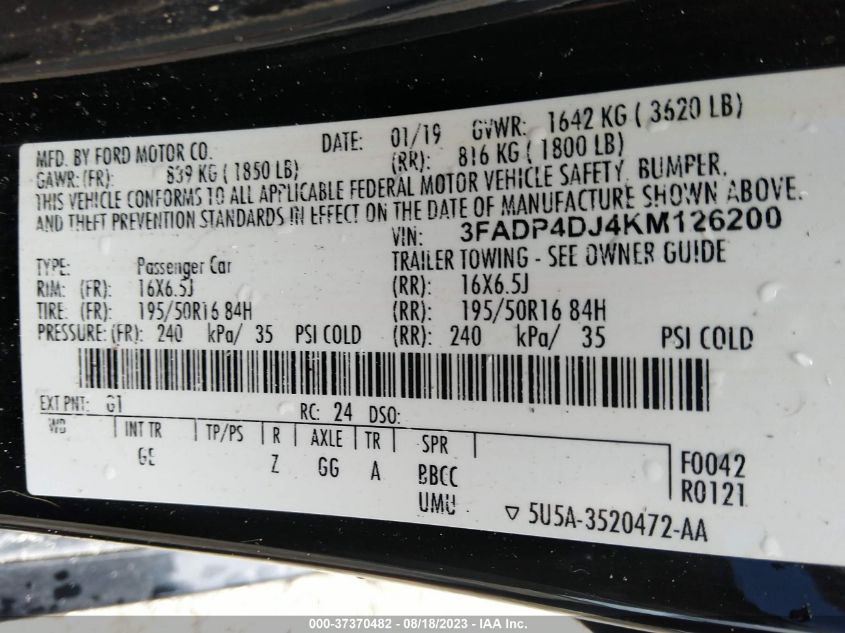 MFD. BY FORD MOTOR CO. DATE: 01/19 GVWR: 1642 KG ( 3620 LB)
GAWR: (FR): 839 KG ( 1850 LB) (RR): 816 KG ( 1800 LB)
THIS VEHICLE CONFORMS TO ALL APPLICABLE FEDERAL MOTOR VEHICLE SAFETY, BUMPER,
AND THEFT PREVENTION STANDARDS IN EFFECT ON THE DATE OF MANUFACTURE SHOWN ABOVE.
VIN: 3FADP4DJ4KM126200
TYPE: Passenger Car TRAILER TOWING - SEE OWNER GUIDE
RIM: (FR): 16X6.5J (RR): 16X6.5J
TIRE: (FR): 195/50R16 84H (RR): 195/50R16 84H
PRESSURE: (FR): 240 kPa/ 35 PSI COLD (RR): 240 kPa/ 35 PSI COLD
EXT PNT: G1 RC: 24 DSO:
WB INT TR TP/PS R AXLE TR SPR
GE Z GG A BBCC F0042
UMU R0121
▽ 5U5A-3520472-AA
000-37370482 - 08/18/2023 - IAA Inc.